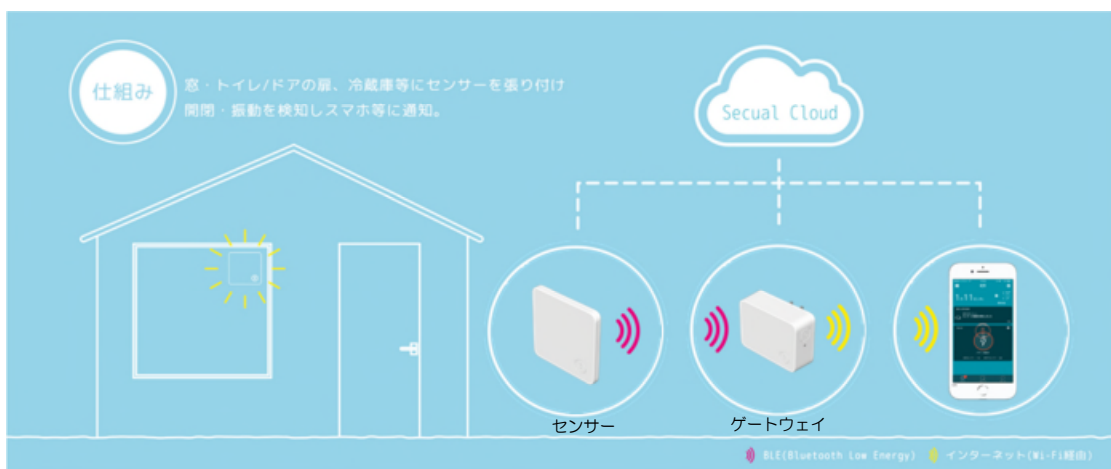 仕組み
窓・トイレ/ドアの扉、冷蔵庫等にセンサーを張り付け
開閉・振動を検知しスマホ等に通知。
Secual Cloud
センサー
ゲートウェイ
BLE(Bluetooth Low Energy)
インターネット(Wi-Fi経由)